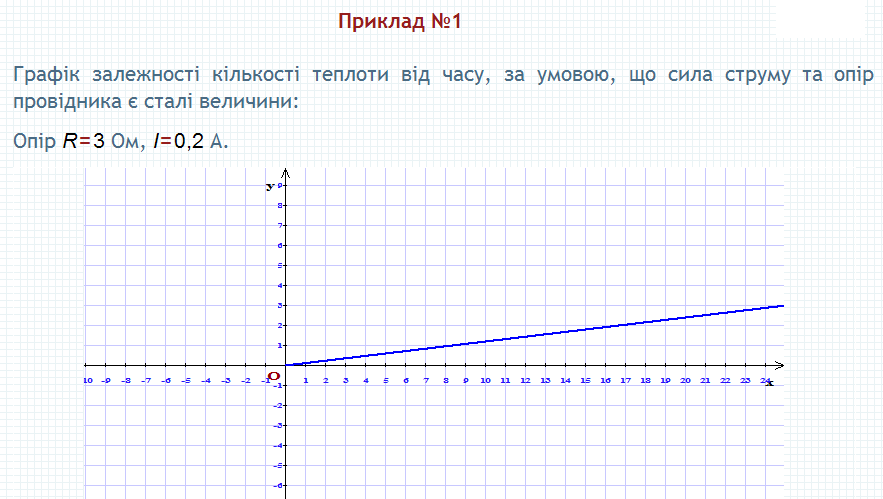 Приклад №1
Графік залежності кількості теплоти від часу, за умовою, що сила струму та опір
провідника є сталі величини:
Опір R=3 Ом, I=0,2 А.
y 9
8
7
6
5
4
3
2
1
O
10 -9 -8 -7 -6 -5 -4 -3 -2 -1 1 2 3 4 5 6 7 8 9 10 11 12 13 14 15 16 17 18 19 20 21 22 23 24 x
-1
-2
-3
-4
-5
-6